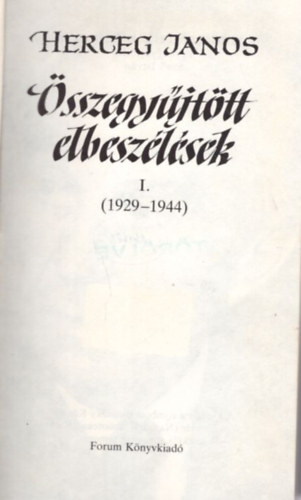 HERCEG JÁNOS
Összegyűjtött
elbeszélések
I.
(1929–1944)
Forum Könyvkiadó